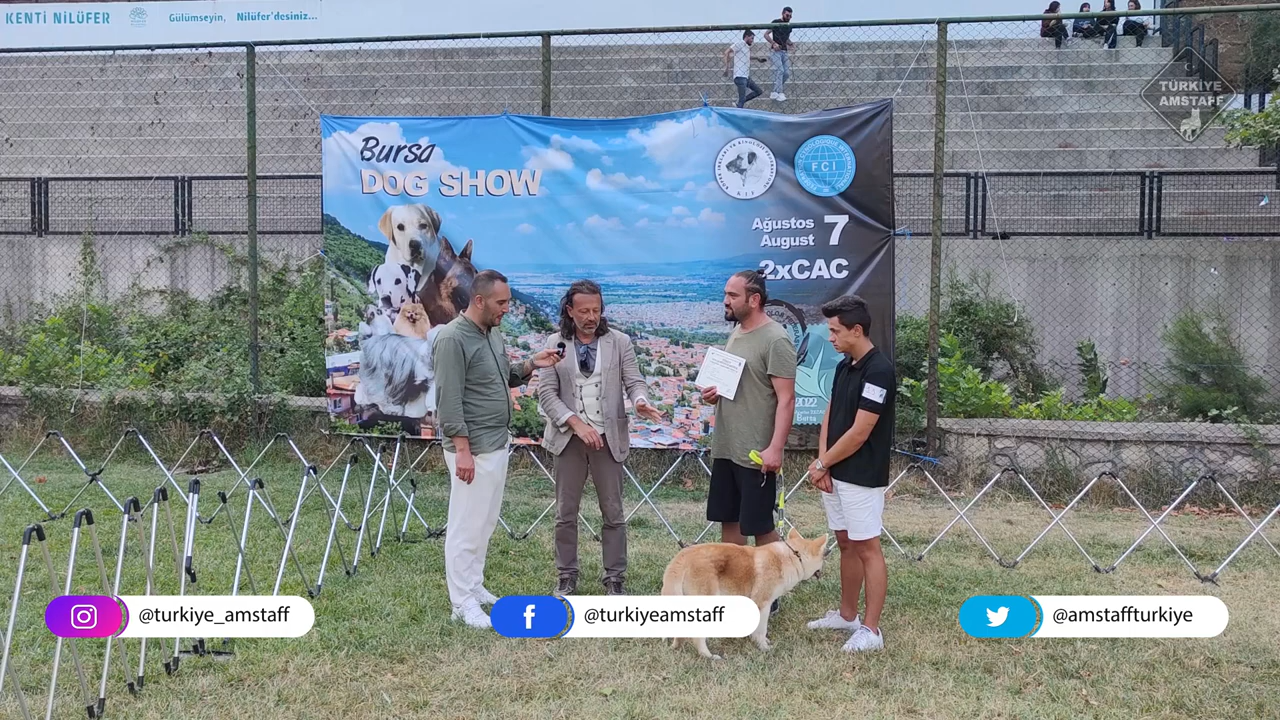 KENTİ NİLÜFER
Gülümseyin, Nilüfer'desiniz...
TÜRKİYE
AMSTAFF
Bursa
DOG SHOW
FCI
K.I.F.
Ağustos
August 7
2xCAC
2022
Bursa
@turkiye_amstaff
@turkiyeamstaff
@amstaffturkiye